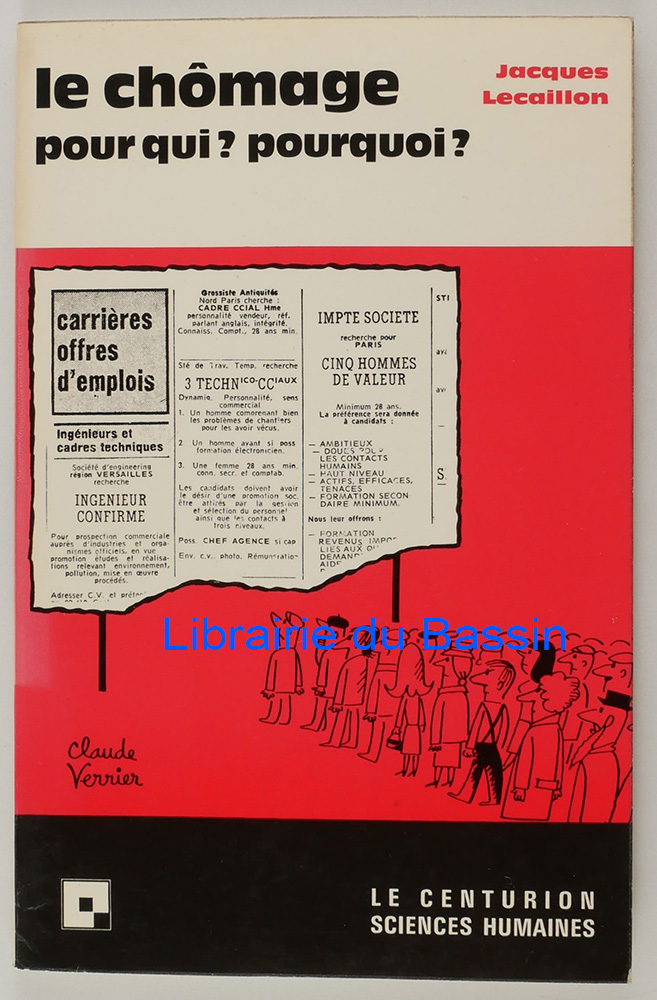 le chômage
pour qui? pourquoi?
Jacques
Lecaillon
carrières
offres
d'emplois
Ingénieurs et
cadres techniques
Société d'engineering
région VERSAILLES
recherche
INGENIEUR
CONFIRME
Pour prospection commerciale
auprès d'industries et orga-
nismes officiels, en vue
promotion études et réalisa-
tions relevant environnement,
pollution, mise en œuvre
procédés.
Adresser C.V. et
Grossiste Antiquités
Nord Paris cherche :
CADRE CCIAL Hme
personnalité vendeur, réf.
parlant anglais, intégrité.
Connaiss. Compt., 28 ans min.
Sté de Trav. Temp. recherche
3 TECHNICO-CCIAUX
Dynamic. Personnalité, sens
commercial
1. Un homme comprenant bien
les problèmes de chantiers
pour les avoir vécus.
2. Un homme ayant si poss
formation électronicien.
3. Une femme 28 ans min.
conn. secr. et comptab.
Les candidats doivent avoir
le désir d'une promotion soc.
être attirés par la gestion
et sélection du personnel
ainsi que les contacts à
trois niveaux.
Poss. CHEF AGENCE si cap
Env. c.v. photo. Rémunération
IMPTE SOCIETE
recherche pour
PARIS
CINQ HOMMES
DE VALEUR
Minimum 28 ans.
La préférence sera donnée
à candidats :
— AMBITIEUX
LES CONTACTS
HUMAINS
— HAUT NIVEAU
— ACTIFS, EFFICACES,
TENACES
— FORMATION SECON
DAIRE MINIMUM.
Nous leur offrons :
— FORMATION
REVENUS
LIES AUX
STI
S
Librairie du Bassin
Claude
Verrier
LE CENTURION
SCIENCES HUMAINES